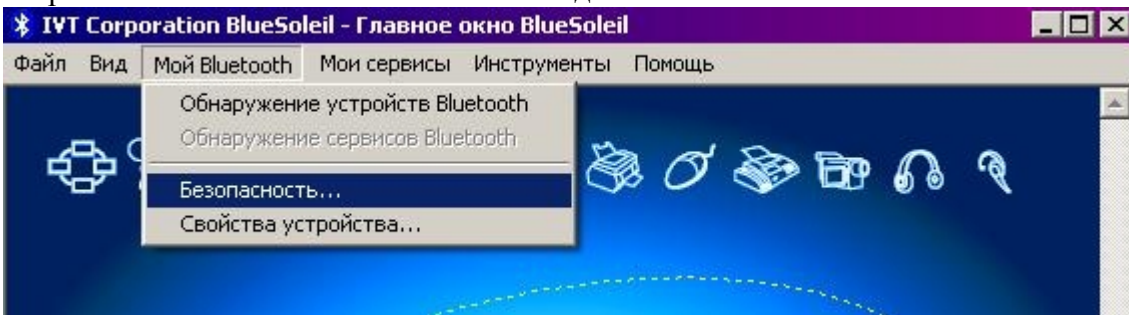 IVT Corporation BlueSoleil - Главное окно BlueSoleil
Файл Вид Мой Bluetooth Мои сервисы Инструменты Помощь
Обнаружение устройств Bluetooth
Обнаружение сервисов Bluetooth
Безопасность...
Свойства устройства...